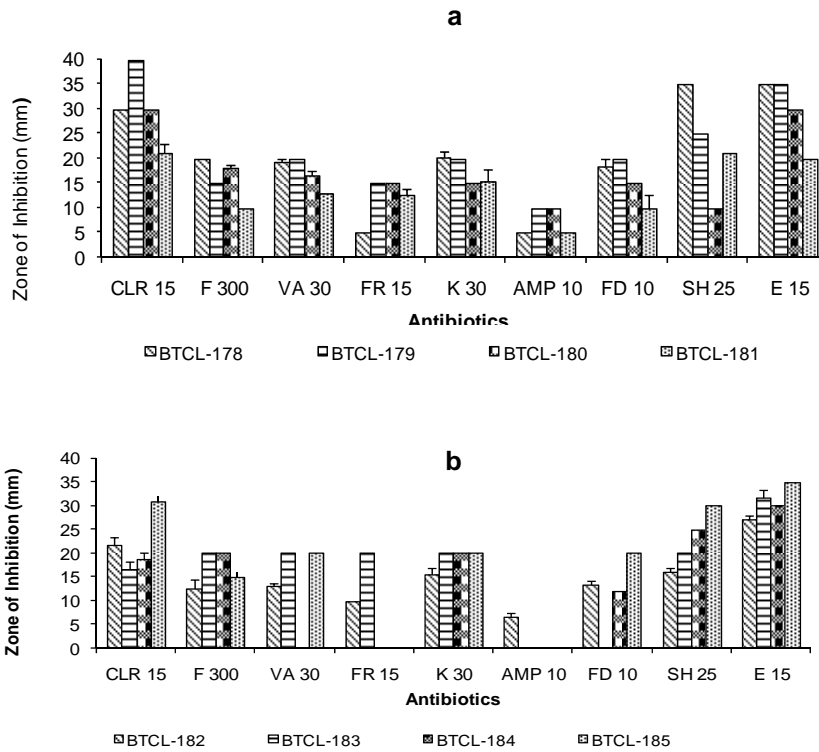 a
Zone of Inhibition (mm)
40
35
30
25
20
15
10
5
0
CLR 15 F 300 VA 30 FR 15 K 30 AMP 10 FD 10 SH 25 E 15
Antibiotics
BTCL-178 BTCL-179 BTCL-180 BTCL-181
b
Zone of Inhibition (mm)
40
35
30
25
20
15
10
5
0
CLR 15 F 300 VA 30 FR 15 K 30 AMP 10 FD 10 SH 25 E 15
Antibiotics
BTCL-182 BTCL-183 BTCL-184 BTCL-185